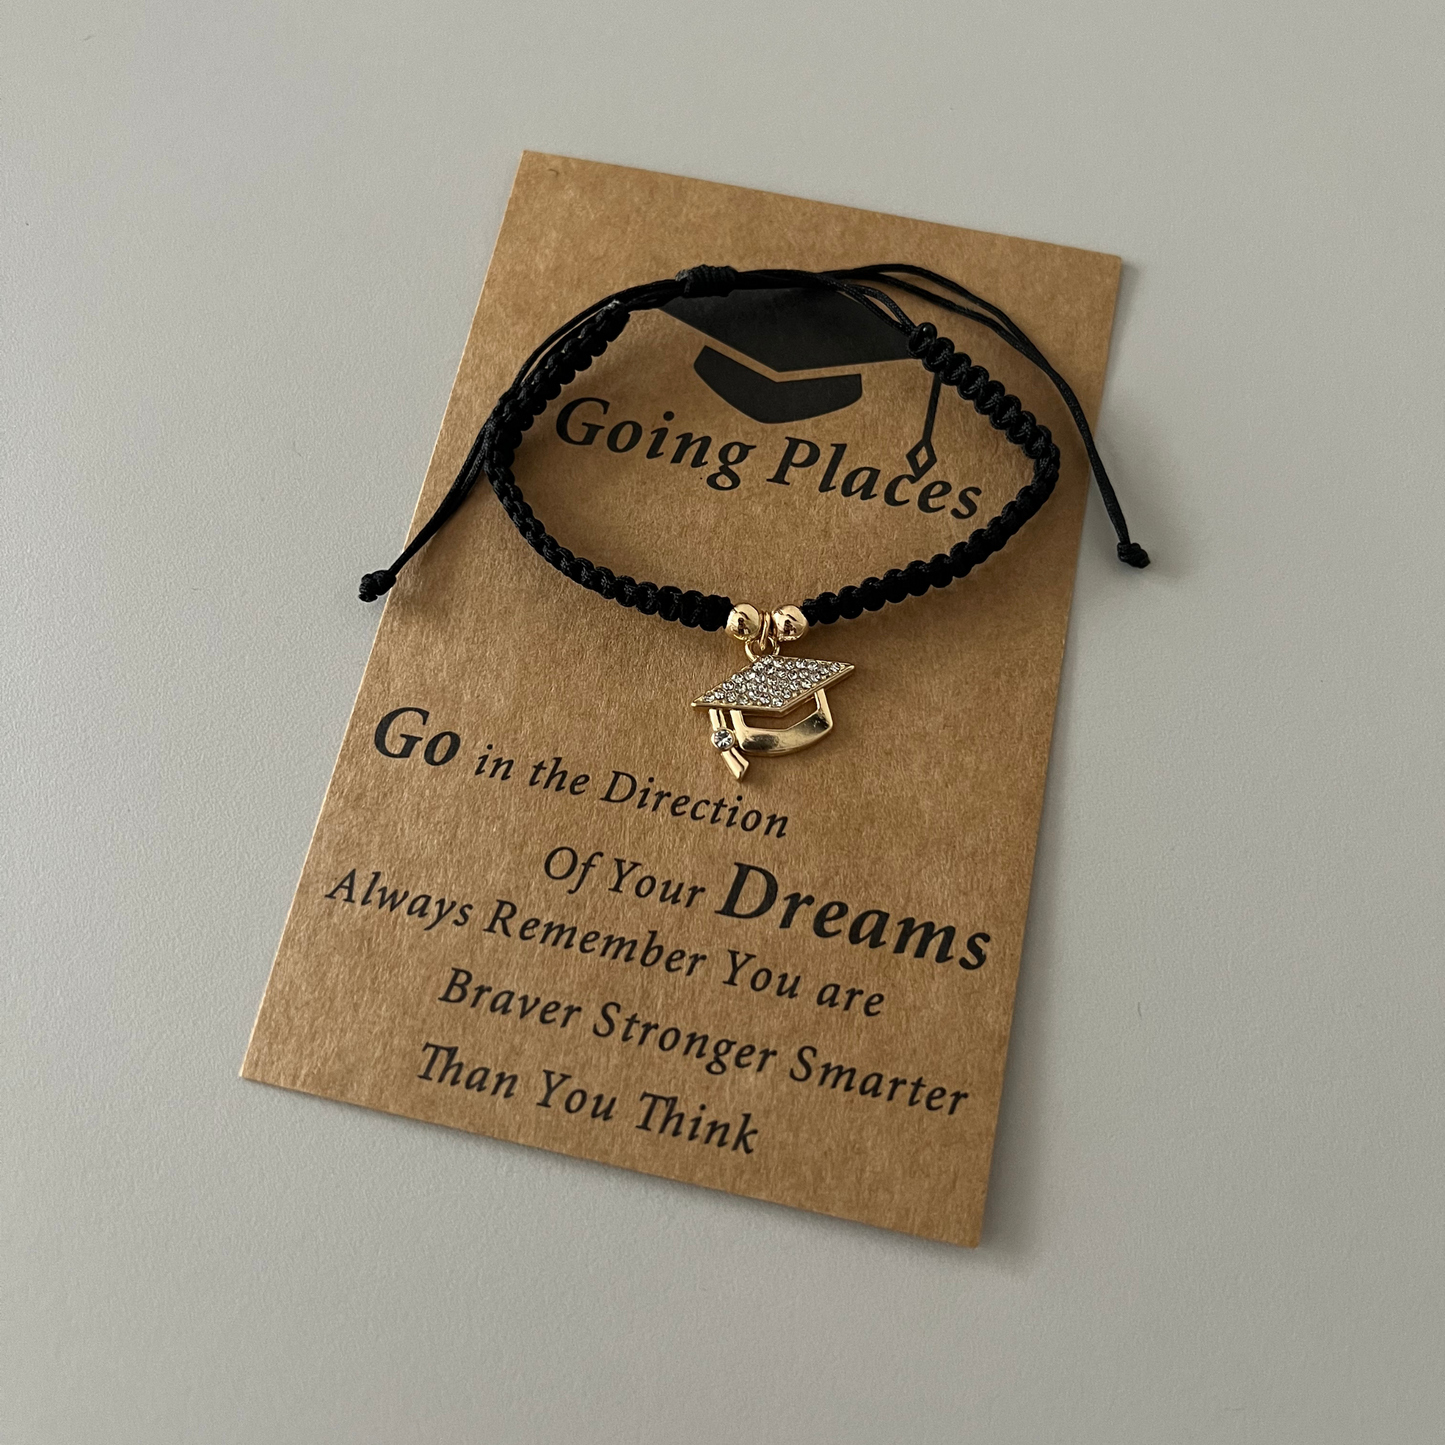 Going Places
Go in the Direction
Of Your Dreams
Always Remember You are
Braver Stronger Smarter
Than You Think